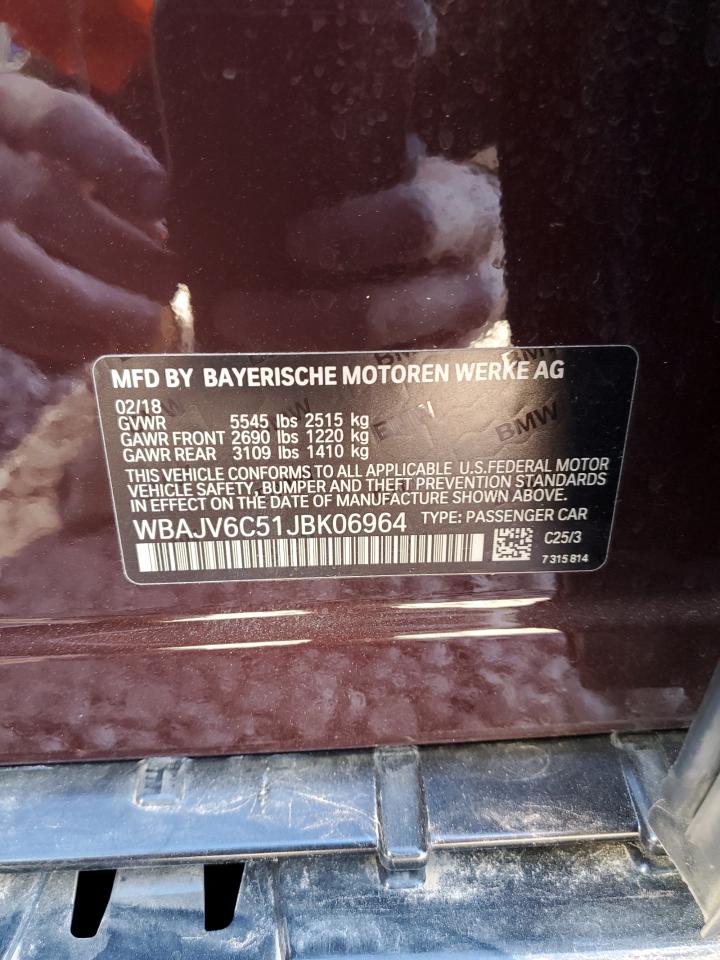 MFD BY BAYERISCHE MOTOREN WERKE AG
02/18
GVWR 5545 lbs 2515 kg
GAWR FRONT 2690 lbs 1220 kg
GAWR REAR 3109 lbs 1410 kg
THIS VEHICLE CONFORMS TO ALL APPLICABLE U.S.FEDERAL MOTOR
VEHICLE SAFETY, BUMPER AND THEFT PREVENTION STANDARDS
IN EFFECT ON THE DATE OF MANUFACTURE SHOWN ABOVE.
WBAJV6C51JBK06964 TYPE: PASSENGER CAR
C25/3
7 315 814
BMW
BMW
BMW